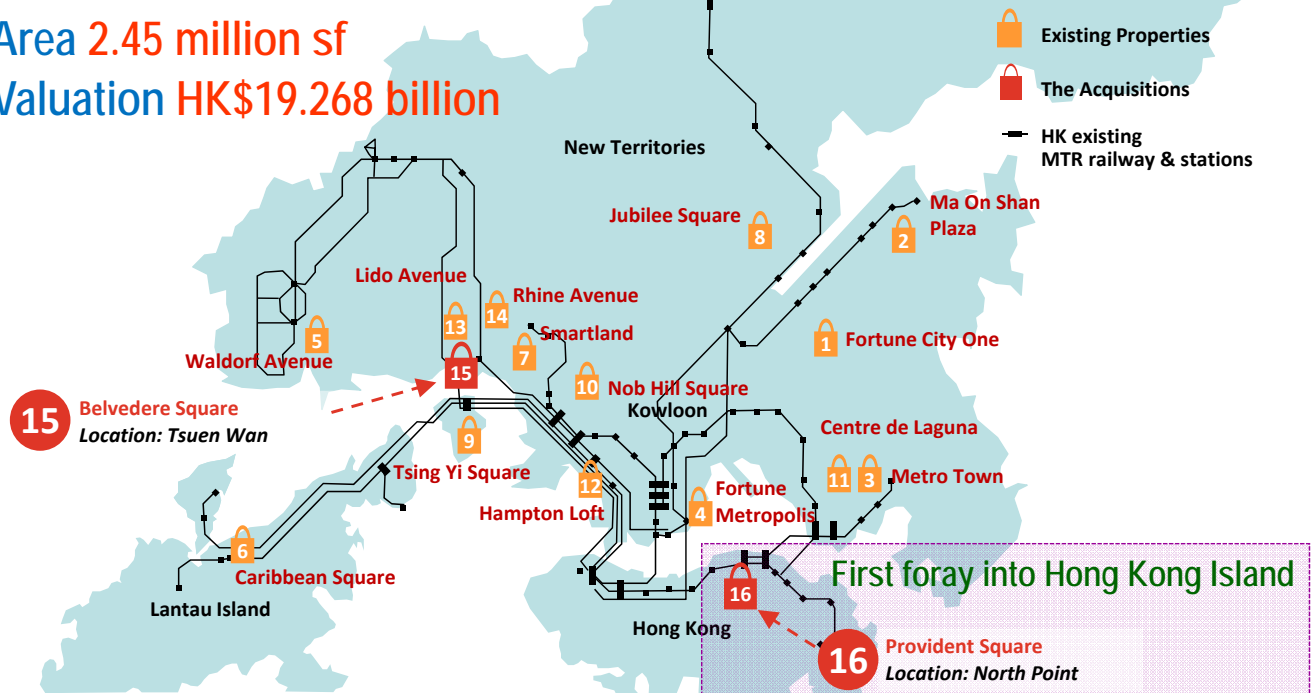 Area 2.45 million sf
Valuation HK$19.268 billion
Existing Properties
The Acquisitions
HK existing
MTR railway & stations
New Territories
Jubilee Square
8
Ma On Shan
Plaza
2
Lido Avenue
13
14
Rhine Avenue
5
Waldorf Avenue
7
Smartland
1
Fortune City One
15
10
Nob Hill Square
Kowloon
15
Belvedere Square
Location: Tsuen Wan
9
Tsing Yi Square
Centre de Laguna
11
3
Metro Town
12
Hampton Loft
4
Fortune
Metropolis
6
Caribbean Square
Lantau Island
First foray into Hong Kong Island
16
Hong Kong
16
Provident Square
Location: North Point